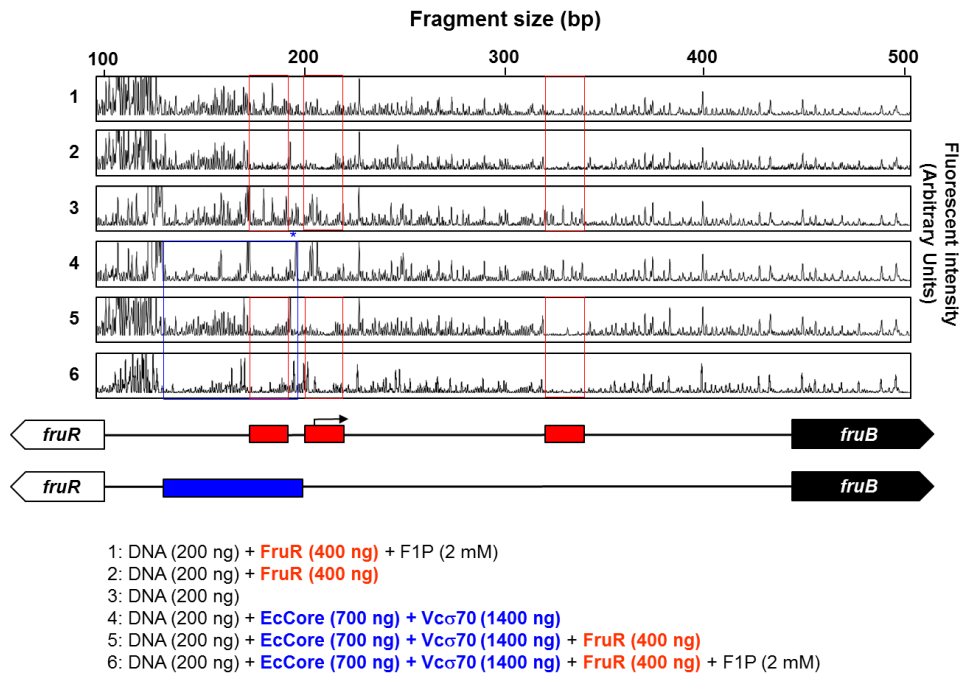 Fragment size (bp)
100 200 300 400 500
1
2
3
*
4
5
6
Fluorescent intensity
(Arbitrary Units)
fruR fruB
fruR fruB
1: DNA (200 ng) + FruR (400 ng) + F1P (2 mM)
2: DNA (200 ng) + FruR (400 ng)
3: DNA (200 ng)
4: DNA (200 ng) + EcCore (700 ng) + Vcσ70 (1400 ng)
5: DNA (200 ng) + EcCore (700 ng) + Vcσ70 (1400 ng) + FruR (400 ng)
6: DNA (200 ng) + EcCore (700 ng) + Vcσ70 (1400 ng) + FruR (400 ng) + F1P (2 mM)